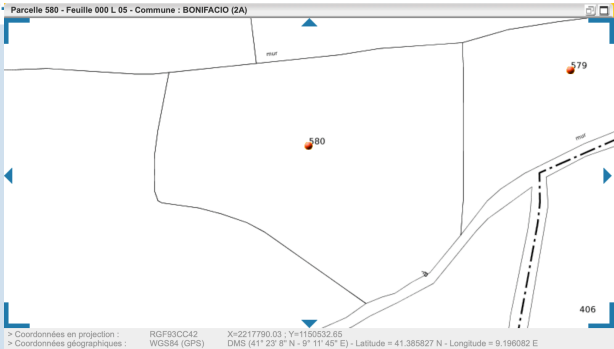 Parcelle 580 - Feuille 000 L 05 - Commune : BONIFACIO (2A)
mur
579
580
mur
406
> Coordonnées en projection : RGF93CC42 X=2217790.03 ; Y=1150532.65
> Coordonnées géographiques : WGS84 (GPS) DMS (41° 23' 8" N - 9° 11' 45" E) - Latitude = 41.385827 N - Longitude = 9.196082 E